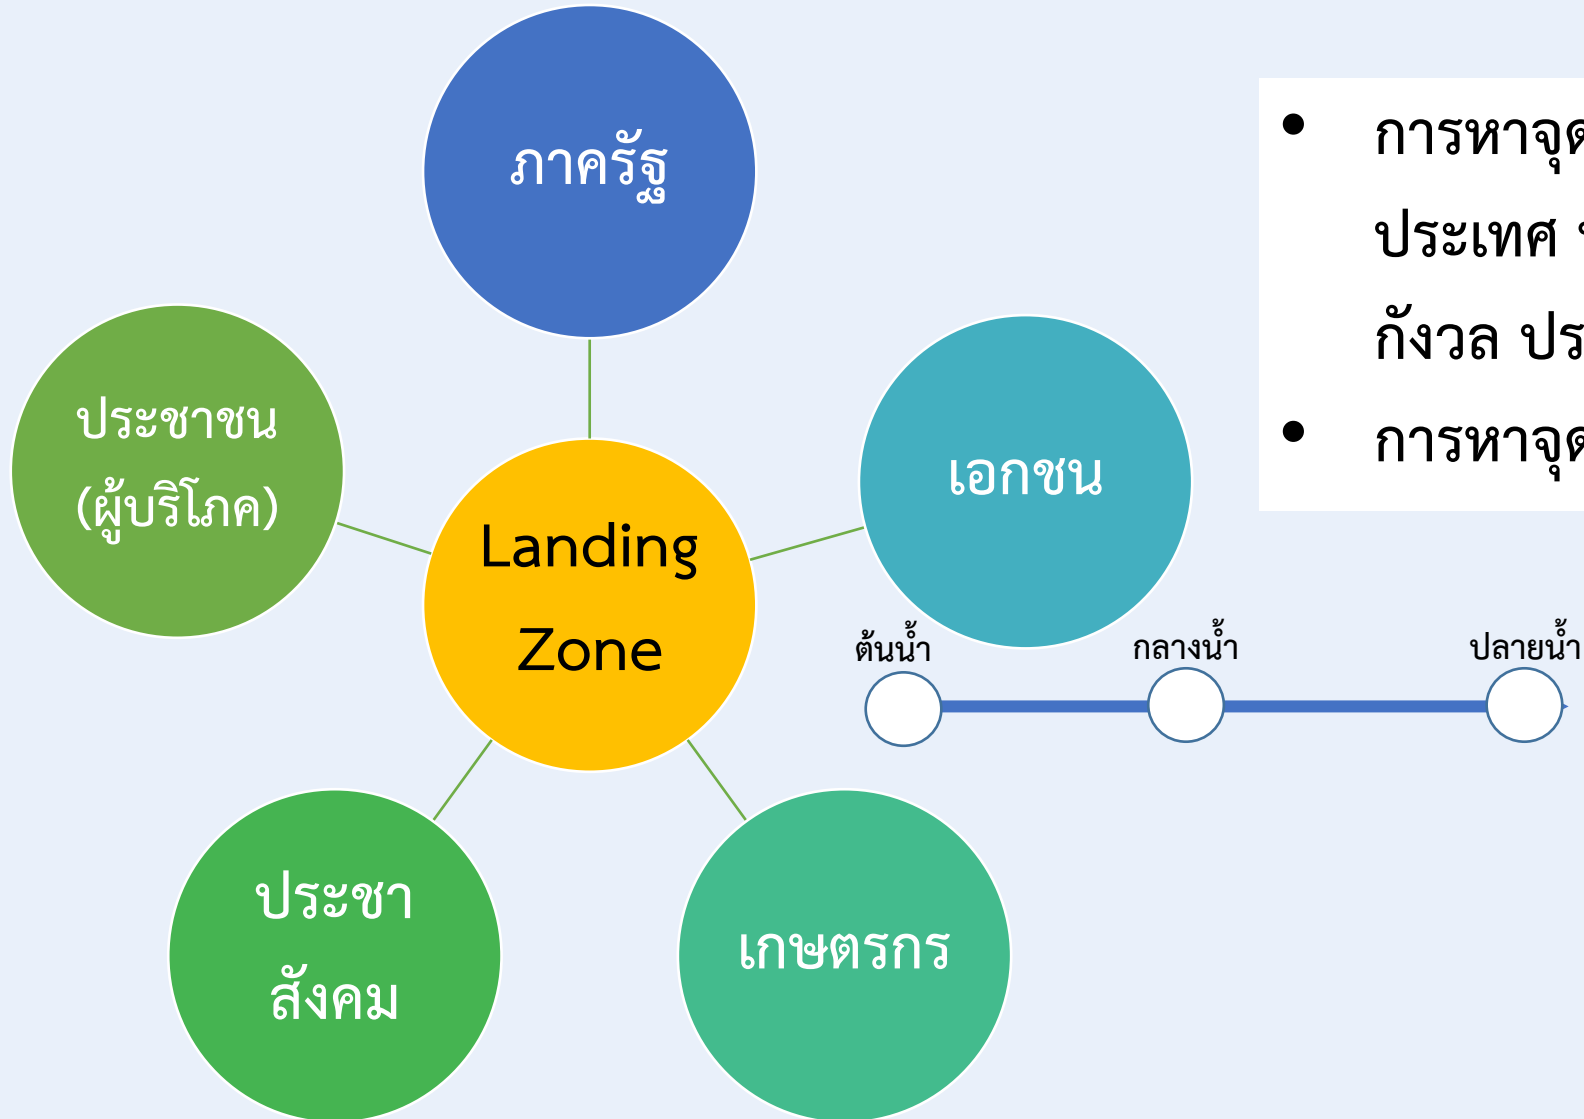 ภาครัฐ
ประชาชน
(ผู้บริโภค)
Landing
Zone
เอกชน
ประชา
สังคม
เกษตรกร
• การหาจุด
ประเทศ
กังวล
• การหาจุด
ต้นน้ำ
กลางน้ำ
ปลายน้ำ